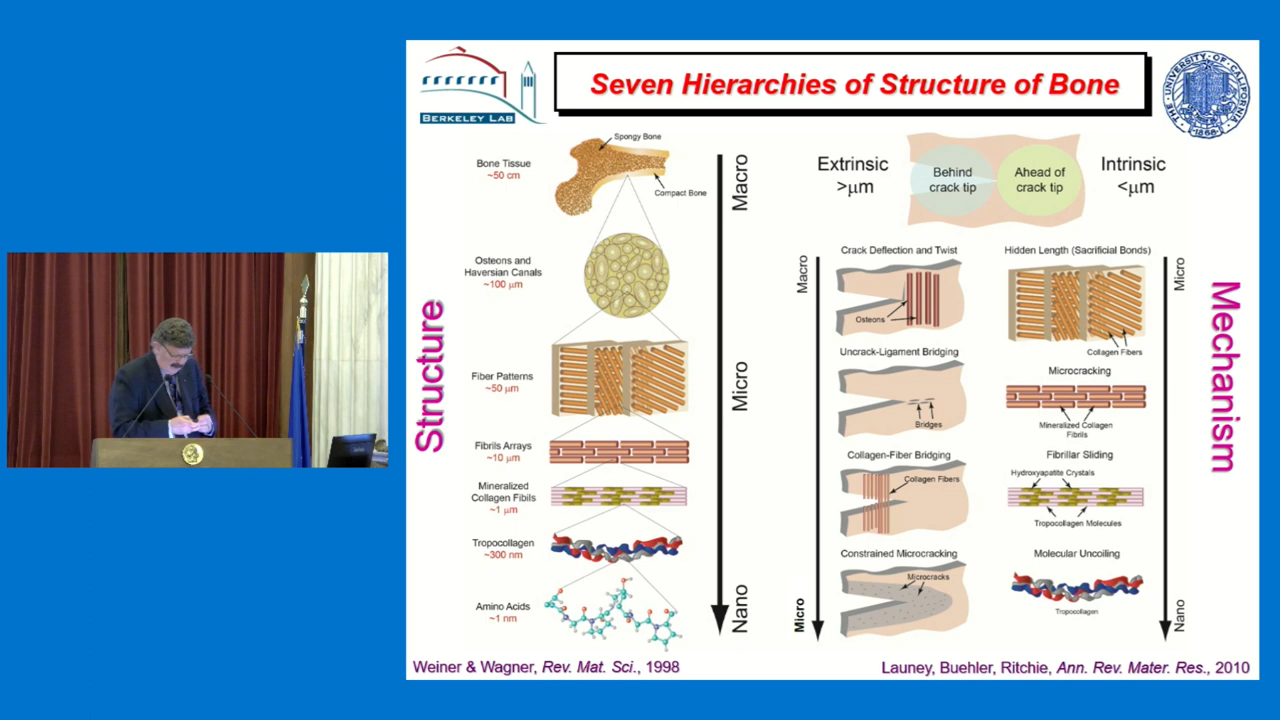 BERKELEY LAB
Seven Hierarchies of Structure of Bone
THE·UNIVERSITY·OF·CALIFORNIA
·1868·
Structure
Bone Tissue
~50 cm
Spongy Bone
Compact Bone
Osteons and
Haversian Canals
~100 μm
Fiber Patterns
~50 μm
Fibrils Arrays
~10 μm
Mineralized
Collagen Fibils
~1 μm
Tropocollagen
~300 nm
Amino Acids
~1 nm
Macro
Micro
Nano
Extrinsic
>μm
Behind
crack tip
Ahead of
crack tip
Intrinsic
<μm
Macro
Micro
Crack Deflection and Twist
Osteons
Uncrack-Ligament Bridging
Bridges
Collagen-Fiber Bridging
Collagen Fibers
Constrained Microcracking
Microcracks
Hidden Length (Sacrificial Bonds)
Collagen Fibers
Microcracking
Mineralized Collagen
Fibrils
Fibrillar Sliding
Hydroxyapatite Crystals
Tropocollagen Molecules
Molecular Uncoiling
Tropocollagen
Micro
Nano
Mechanism
Weiner & Wagner, Rev. Mat. Sci., 1998
Launey, Buehler, Ritchie, Ann. Rev. Mater. Res., 2010